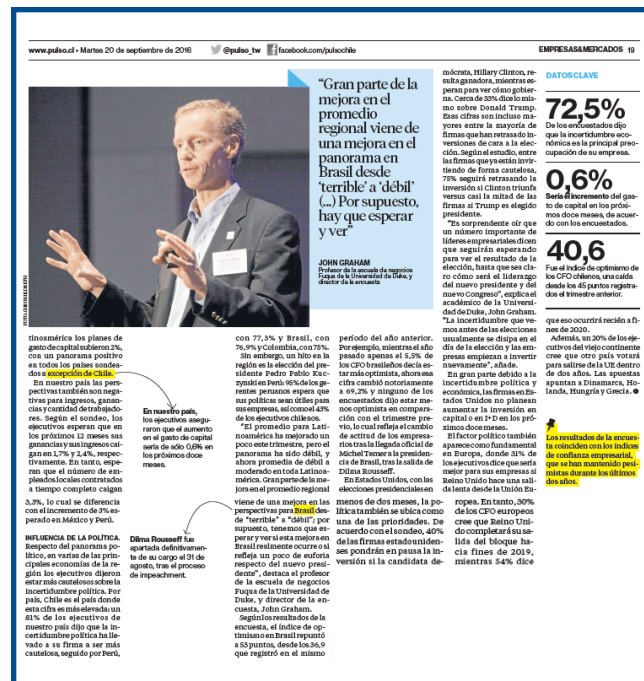 www.pulso.cl • Martes 20 de septiembre de 2016
@pulso_tw
facebook.com/pulsochile
EMPRESAS&MERCADOS 19
"Gran parte de la
mejora en el
promedio
regional viene de
una mejora en el
panorama en
Brasil desde
'terrible' a 'débil'
(...) Por supuesto,
hay que esperar
y ver"
JOHN GRAHAM
Profesor de la escuela de negocios
Fuqua de la Universidad de Duke, y
director de la encuesta
tinoamérica los planes de
gasto de capital subieron 2%,
con un panorama positivo
en todos los países sondea-
dos a excepción de Chile.
En nuestro país las pers-
pectivas también son nega-
tivas para ingresos, ganan-
cias y cantidad de trabajado-
res. Según el sondeo, los
ejecutivos esperan que en
los próximos 12 meses sus
ganancias y sus ingresos cai-
gan en 1,7% y 2,4%, respec-
tivamente. En tanto, espe-
ran que el número de em-
pleados locales contratados
a tiempo completo caigan
3,3%, lo cual se diferencia
con el incremento de 3% es-
perado en México y Perú.
INFLUENCIA DE LA POLÍTICA.
Respecto del panorama po-
lítico, en varias de las princi-
pales economías de la re-
gión los ejecutivos dijeron
estar más cautelosos sobre la
incertidumbre política. Por
país, Chile es el país donde
esta cifra es más elevada: un
81% de los ejecutivos de
nuestro país dijo que la in-
certidumbre política ha lle-
vado a su firma a ser más
cautelosa, seguido por Perú,
En nuestro país,
los ejecutivos asegu-
raron que el aumento
en el gasto de capital
sería de sólo 0,6% en
los próximos doce
meses.
Dilma Rousseff fue
apartada definitivamen-
te de su cargo el 31 de
agosto, tras el proceso
de impeachment.
con 77,3% y Brasil, con
76,9% y Colombia, con 75%.
Sin embargo, un hito en la
región es la elección del pre-
sidente Pedro Pablo Kuc-
zynski en Perú: 95% de los ge-
rentes peruanos espera que
sus políticas sean útiles para
sus empresas, así como el 43%
de los ejecutivos chilenos.
"El promedio para Lati-
noamérica ha mejorado un
poco este trimestre, pero el
panorama ha sido débil, y
ahora promedia de débil a
moderado en toda Latinoa-
mérica. Gran parte de la me-
jora en el promedio regional
viene de una mejora en las
perspectivas para Brasil des-
de "terrible" a "débil"; por
supuesto, tenemos que es-
perar y ver si esta mejora en
Brasil realmente ocurre o si
refleja un poco de euforia
respecto del nuevo presi-
dente", destaca el profesor
de la escuela de negocios
Fuqua de la Universidad de
Duke, y director de la en-
cuesta, John Graham.
Según los resultados de la
encuesta, el índice de op-
timismo en Brasil repuntó
a 53 puntos, desde los 36,9
que registró en el mismo
período del año anterior.
Por ejemplo, mientras el año
pasado apenas el 5,5% de
los CFO brasileños decía es-
tar más optimista, ahora esa
cifra cambió notoriamente
a 69,2% y ninguno de los
encuestados dijo estar me-
nos optimista en compara-
ción con el trimestre pre-
vio, lo cual refleja el cambio
de actitud de los empresa-
rios tras la llegada oficial de
Michel Temer a la presiden-
cia de Brasil, tras la salida de
Dilma Rousseff.
En Estados Unidos, con las
elecciones presidenciales en
menos de dos meses, la po-
lítica también se ubica como
una de las prioridades. De
acuerdo con el sondeo, 40%
de las firmas estadouniden-
ses pondrán en pausa la in-
versión si la candidata de-
mócrata, Hillary Clinton, re-
sulta ganadora, mientras es-
peran para ver cómo gobier-
na. Cerca de 33% dice lo mis-
mo sobre Donald Trump.
Esas cifras son incluso ma-
yores entre la mayoría de
firmas que han retrasado in-
versiones de cara a la elec-
ción. Según el estudio, entre
las firmas que ya están invir-
tiendo de forma cautelosa,
75% seguirá retrasando la
inversión si Clinton triunfa
versus casi la mitad de las
firmas si Trump es elegido
presidente.
"Es sorprendente oír que
un número importante de
líderes empresariales dicen
que seguirán esperando
para ver el resultado de la
elección, hasta que sea cla-
ro cómo será el liderazgo
del nuevo presidente y del
nuevo Congreso", explica el
académico de la Universi-
dad de Duke, John Graham.
"La incertidumbre que ve-
mos antes de las elecciones
usualmente se disipa en el
día de la elección y las em-
presas empiezan a invertir
nuevamente", añade.
En gran parte debido a la
incertidumbre política y
económica, las firmas en Es-
tados Unidos no planean
aumentar la inversión en
capital o en I+D en los pró-
ximos doce meses.
El factor político también
aparece como fundamental
en Europa, donde 31% de
los ejecutivos dice que sería
mejor para sus empresas si
Reino Unido hace una sali-
da lenta desde la Unión Eu-
ropea. En tanto, 30%
de los CFO europeos
cree que Reino Uni-
do completará su sa-
lida del bloque ha-
cia fines de 2019,
mientras 54% dice
DATOS CLAVE
72,5%
De los encuestados dijo
que la incertidumbre eco-
nómica es la principal preo-
cupación de su empresa.
0,6%
Sería el incremento del gas-
to de capital en los próxi-
mos doce meses, de acuer-
do con los encuestados.
40,6
Fue el índice de optimismo de
los CFO chilenos, una caída
desde los 45 puntos registra-
dos el trimestre anterior.
que eso ocurrirá recién a fi-
nes de 2020.
Además, un 20% de los eje-
cutivos del viejo continente
cree que otro país votará
para salirse de la UE dentro
de dos años. Las apuestas
apuntan a Dinamarca, Ho-
landa, Hungría y Grecia.
Los resultados de la encues-
ta coinciden con los índices
de confianza empresarial,
que se han mantenido pesi-
mistas durante los últimos
dos años.